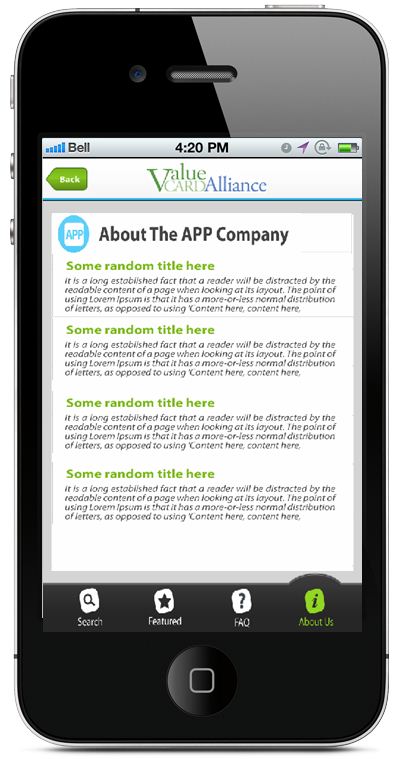 Bell 4:20 PM
Back Value CARDAlliance
APP About The APP Company
Some random title here
It is a long established fact that a reader will be distracted by the
readable content of a page when looking at its layout. The point of
using Lorem Ipsum is that it has a more-or-less normal distribution
of letters, as opposed to using 'Content here, content here,
Some random title here
It is a long established fact that a reader will be distracted by the
readable content of a page when looking at its layout. The point of
using Lorem Ipsum is that it has a more-or-less normal distribution
of letters, as opposed to using 'Content here, content here,
Some random title here
It is a long established fact that a reader will be distracted by the
readable content of a page when looking at its layout. The point of
using Lorem Ipsum is that it has a more-or-less normal distribution
of letters, as opposed to using 'Content here, content here,
Some random title here
It is a long established fact that a reader will be distracted by the
readable content of a page when looking at its layout. The point of
using Lorem Ipsum is that it has a more-or-less normal distribution
of letters, as opposed to using 'Content here, content here,
Search Featured FAQ About Us